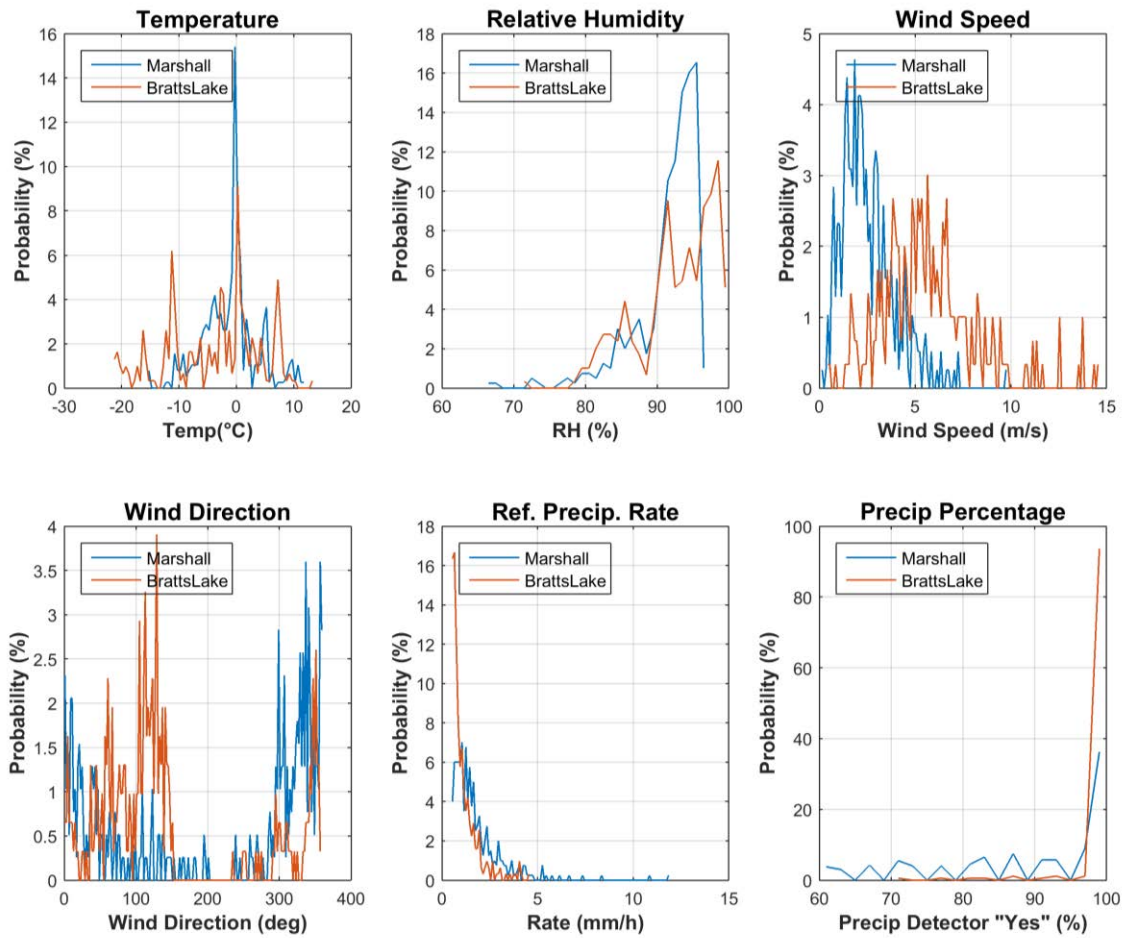 Temperature
Marshall
BrattsLake
Probability (%)
16
14
12
10
8
6
4
2
0
-30 -20 -10 0 10 20
Temp(°C)
Relative Humidity
Marshall
BrattsLake
Probability (%)
18
16
14
12
10
8
6
4
2
0
60 70 80 90 100
RH (%)
Wind Speed
Marshall
BrattsLake
Probability (%)
5
4
3
2
1
0
0 5 10 15
Wind Speed (m/s)
Wind Direction
Marshall
BrattsLake
Probability (%)
4
3.5
3
2.5
2
1.5
1
0.5
0
0 100 200 300 400
Wind Direction (deg)
Ref. Precip. Rate
Marshall
BrattsLake
Probability (%)
18
16
14
12
10
8
6
4
2
0
0 5 10 15
Rate (mm/h)
Precip Percentage
Marshall
BrattsLake
Probability (%)
100
80
60
40
20
0
60 70 80 90 100
Precip Detector "Yes" (%)